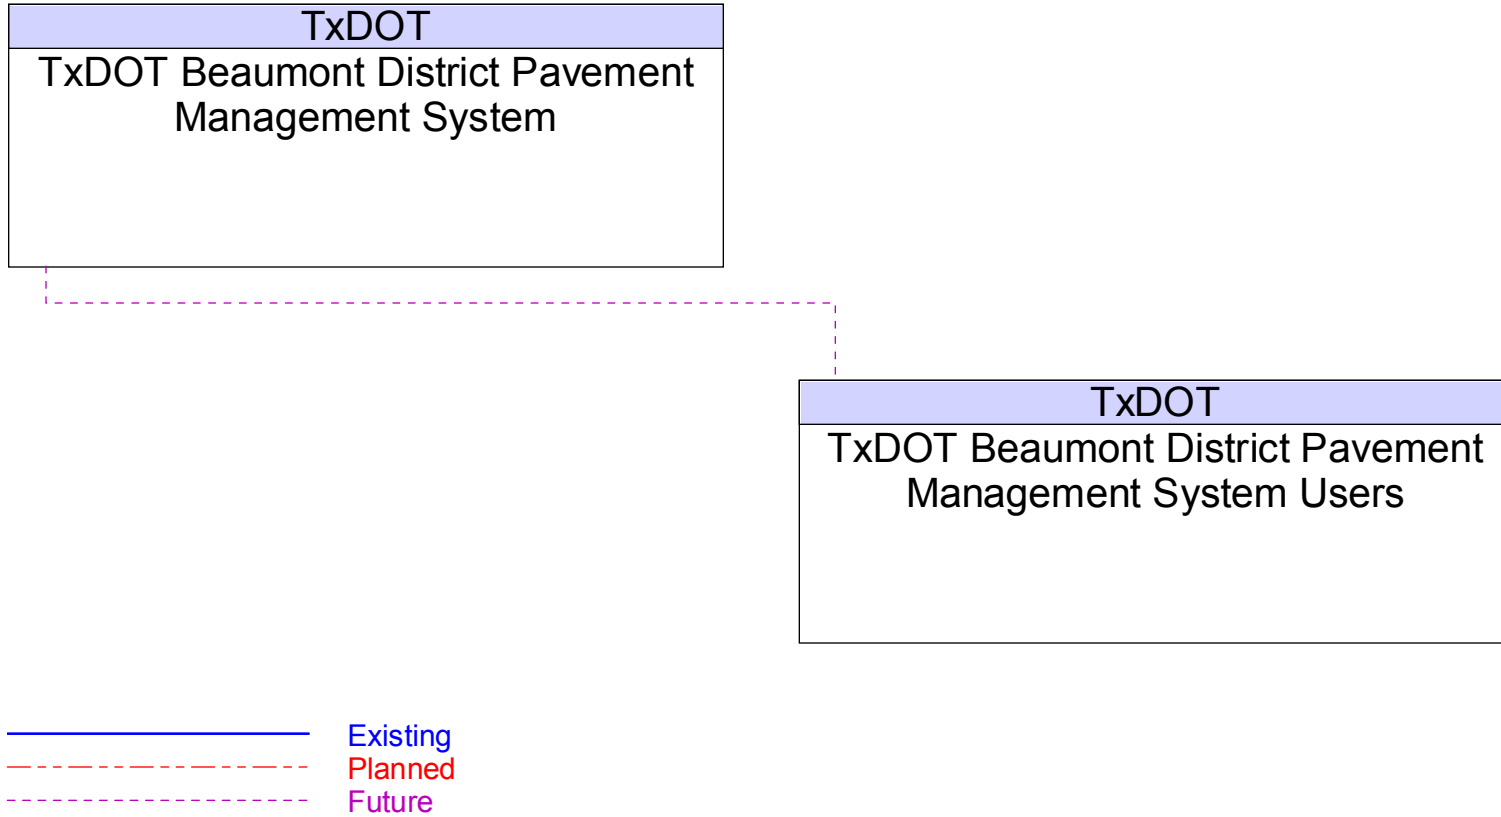 TxDOT
TxDOT Beaumont District Pavement
Management System
TxDOT
TxDOT Beaumont District Pavement
Management System Users
Existing
Planned
Future